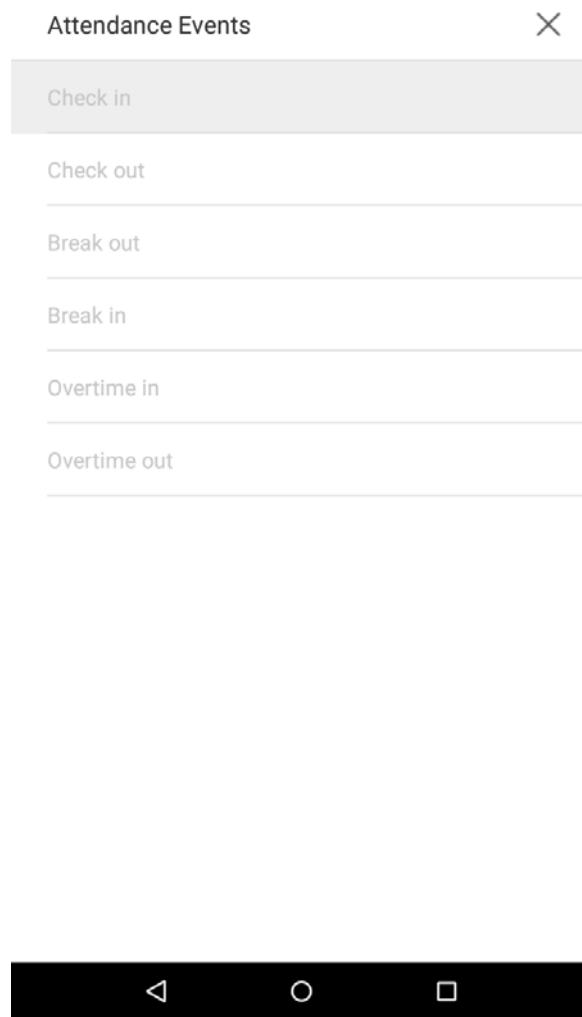 Attendance Events
Check in
Check out
Break out
Break in
Overtime in
Overtime out